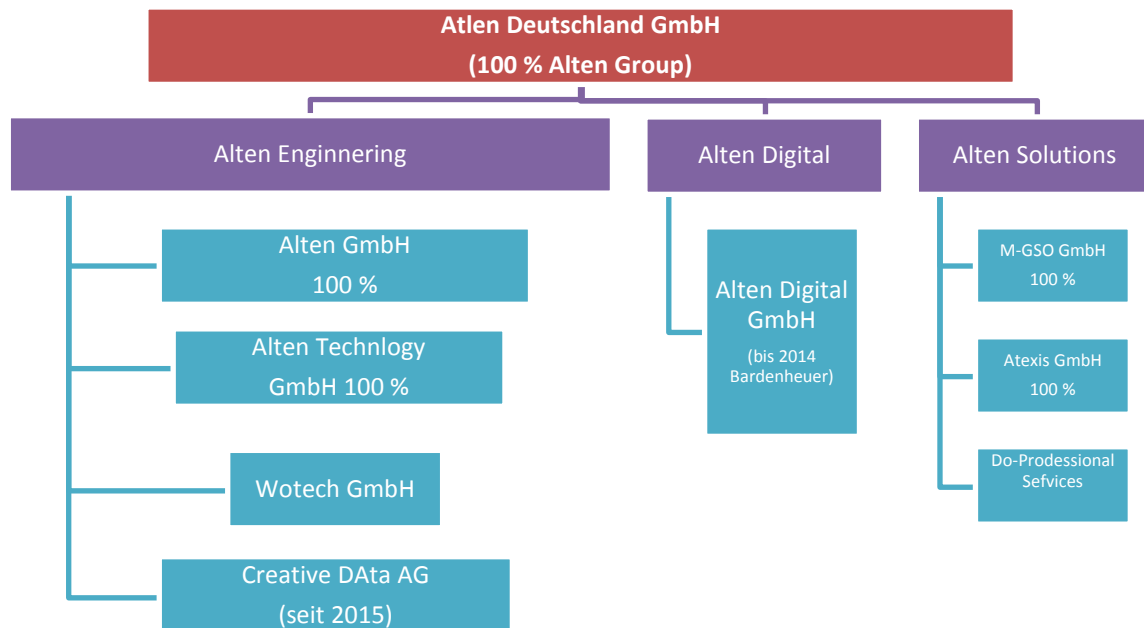 Atlen Deutschland GmbH
(100 % Alten Group)
Alten Enginnering
Alten Digital
Alten Solutions
Alten GmbH
100 %
Alten Technlogy
GmbH 100 %
Wotech GmbH
Creative DAta AG
(seit 2015)
Alten Digital
GmbH
(bis 2014
Bardenheuer)
M-GSO GmbH
100 %
Atexis GmbH
100 %
Do-Prodessional
Sefvices